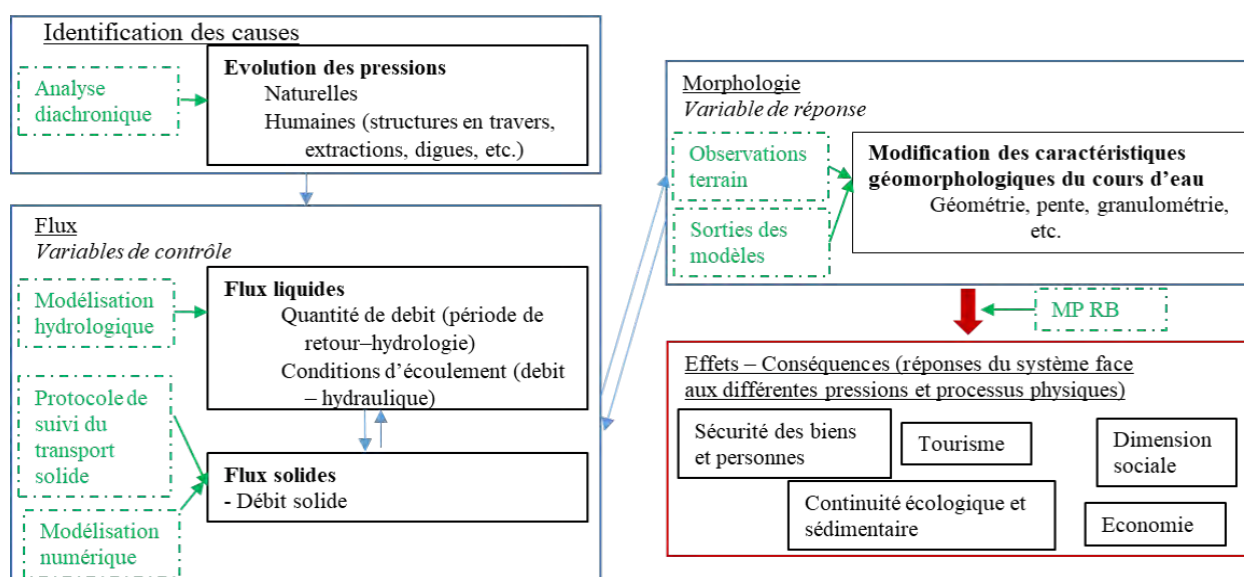 Identification des causes
Analyse
diachronique
Evolution des pressions
Naturelles
Humaines (structures en travers,
extractions, digues, etc.)
Flux
Variables de contrôle
Modélisation
hydrologique
Flux liquides
Quantité de debit (période de
retour–hydrologie)
Conditions d’écoulement (debit
– hydraulique)
Protocole de
suivi du
transport
solide
Flux solides
- Débit solide
Modélisation
numérique
Morphologie
Variable de réponse
Observations
terrain
Sorties des
modèles
Modification des caractéristiques
géomorphologiques du cours d’eau
Géométrie, pente, granulométrie,
etc.
MP RB
Effets – Conséquences (réponses du système face
aux différentes pressions et processus physiques)
Sécurité des biens
et personnes
Tourisme
Dimension
sociale
Continuité écologique et
sédimentaire
Economie